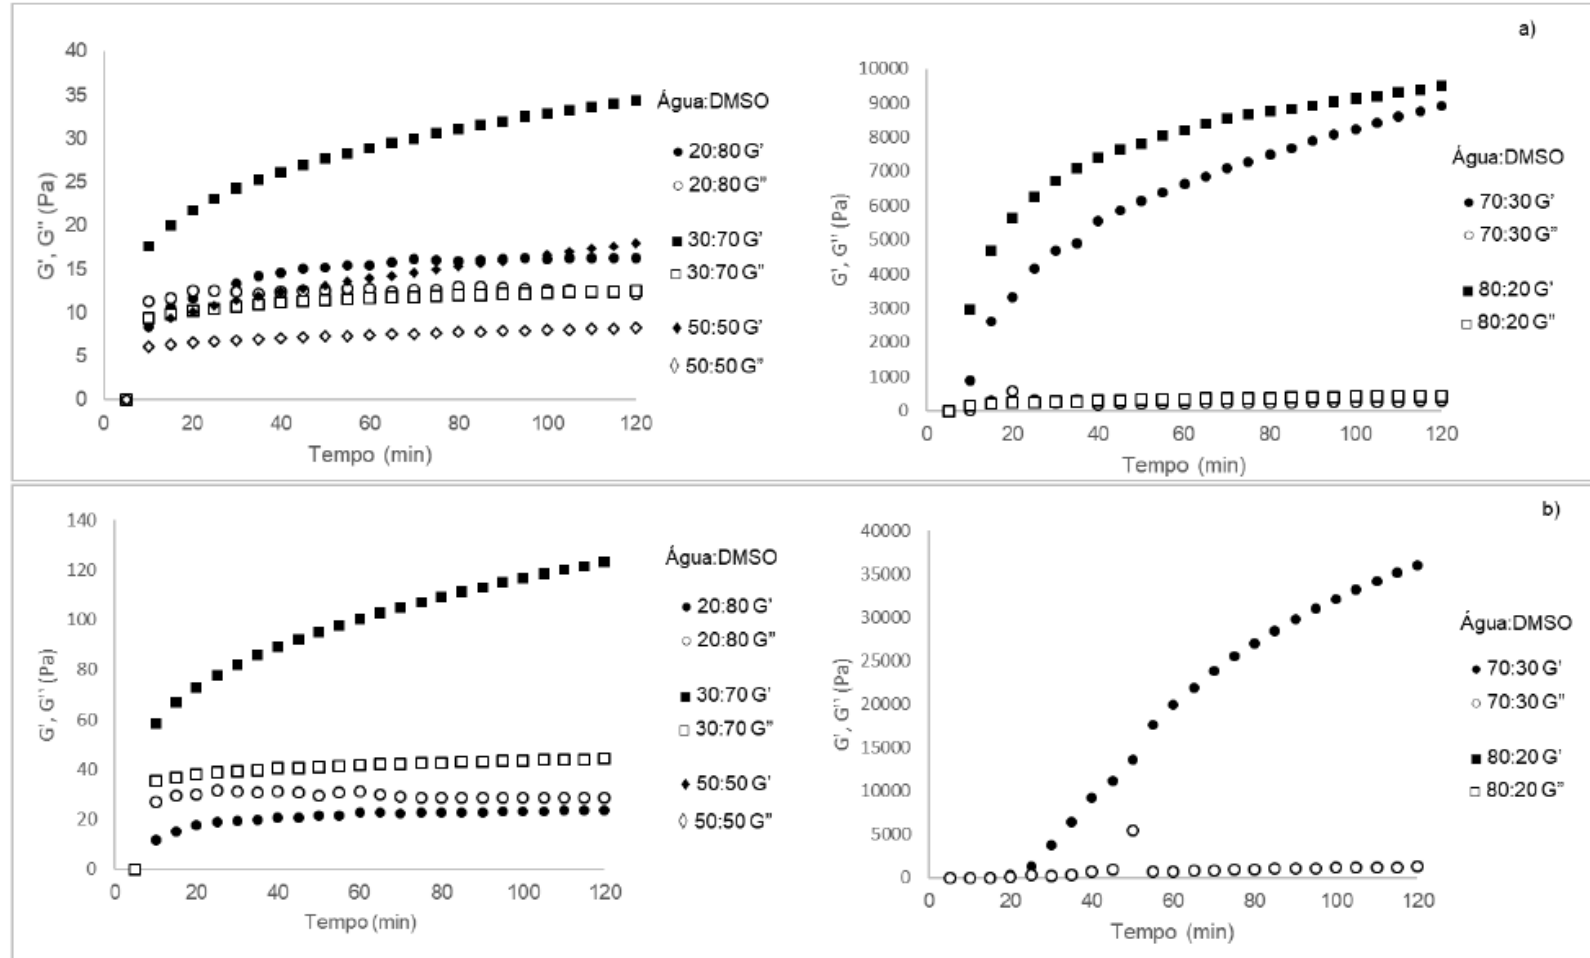 a)
40
35
30
25
20
15
10
5
0
G', G'' (Pa)
0 20 40 60 80 100 120
Tempo (min)
Água:DMSO
20:80 G’
20:80 G”
30:70 G’
30:70 G”
50:50 G’
50:50 G”
10000
9000
8000
7000
6000
5000
4000
3000
2000
1000
0
G', G'' (Pa)
0 20 40 60 80 100 120
Tempo (min)
Água:DMSO
70:30 G’
70:30 G”
80:20 G’
80:20 G”
b)
140
120
100
80
60
40
20
0
G', G'' (Pa)
0 20 40 60 80 100 120
Tempo (min)
Água:DMSO
20:80 G’
20:80 G”
30:70 G’
30:70 G”
50:50 G’
50:50 G”
40000
35000
30000
25000
20000
15000
10000
5000
0
G', G'' (Pa)
0 20 40 60 80 100 120
Tempo (min)
Água:DMSO
70:30 G’
70:30 G”
80:20 G’
80:20 G”